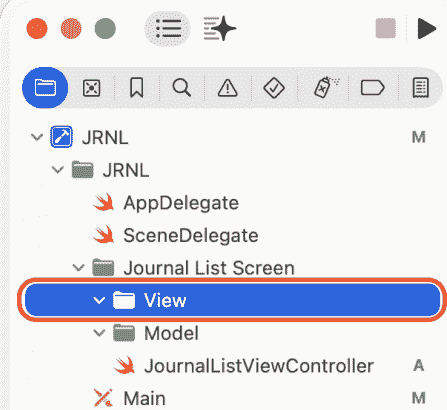 JRNL M
JRNL
AppDelegate
SceneDelegate
Journal List Screen
View
Model
JournalListViewController A
Main M